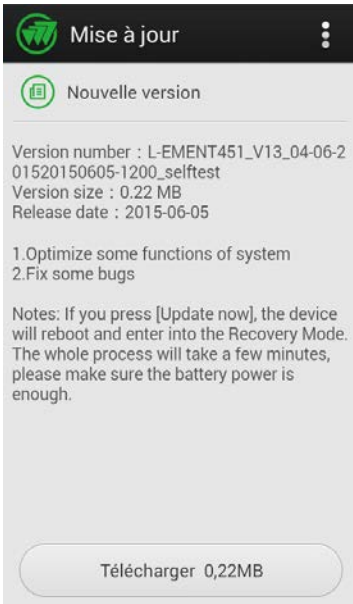 Mise à jour
Nouvelle version
Version number : L-EMENT451_V13_04-06-2
01520150605-1200_selftest
Version size : 0.22 MB
Release date : 2015-06-05
1.Optimize some functions of system
2.Fix some bugs
Notes: If you press [Update now], the device
will reboot and enter into the Recovery Mode.
The whole process will take a few minutes,
please make sure the battery power is
enough.
Télécharger 0,22MB